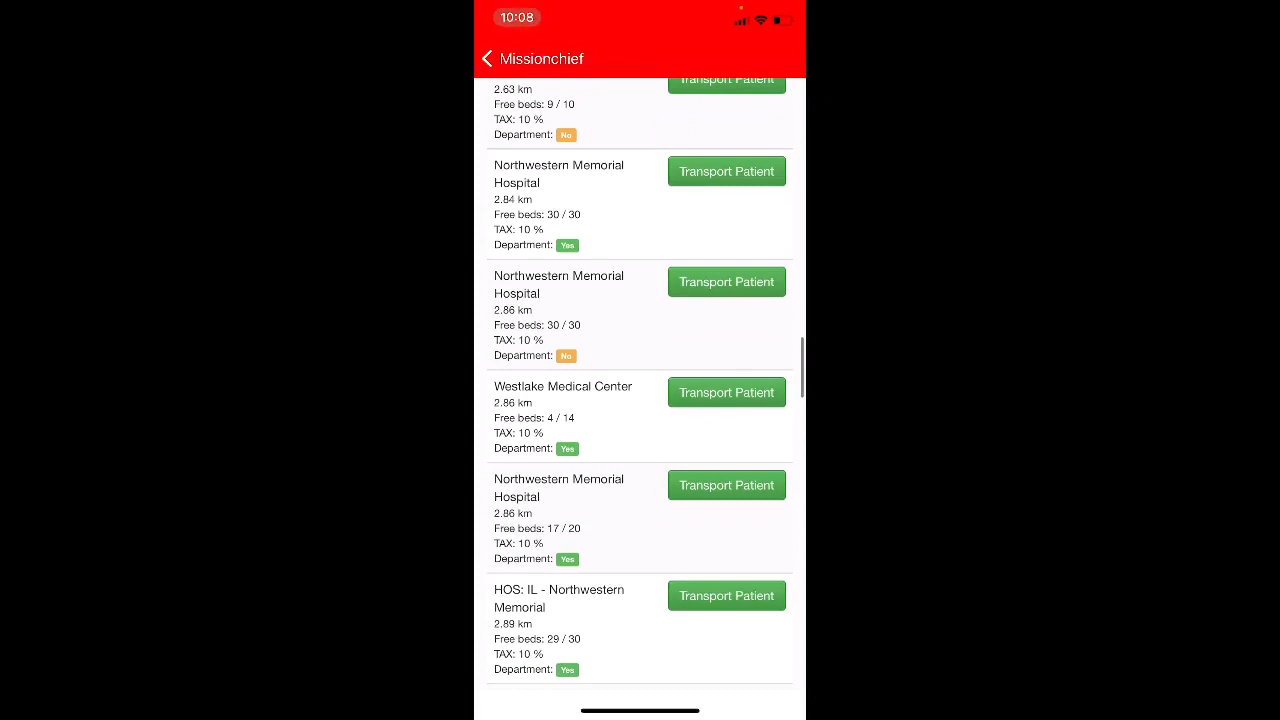 10:08
Missionchief
Transport Patient
2.63 km
Free beds: 9 / 10
TAX: 10 %
Department: No
Northwestern Memorial
Hospital
Transport Patient
2.84 km
Free beds: 30 / 30
TAX: 10 %
Department: Yes
Northwestern Memorial
Hospital
Transport Patient
2.86 km
Free beds: 30 / 30
TAX: 10 %
Department: No
Westlake Medical Center
Transport Patient
2.86 km
Free beds: 4 / 14
TAX: 10 %
Department: Yes
Northwestern Memorial
Hospital
Transport Patient
2.86 km
Free beds: 17 / 20
TAX: 10 %
Department: Yes
HOS: IL - Northwestern
Memorial
Transport Patient
2.89 km
Free beds: 29 / 30
TAX: 10 %
Department: Yes